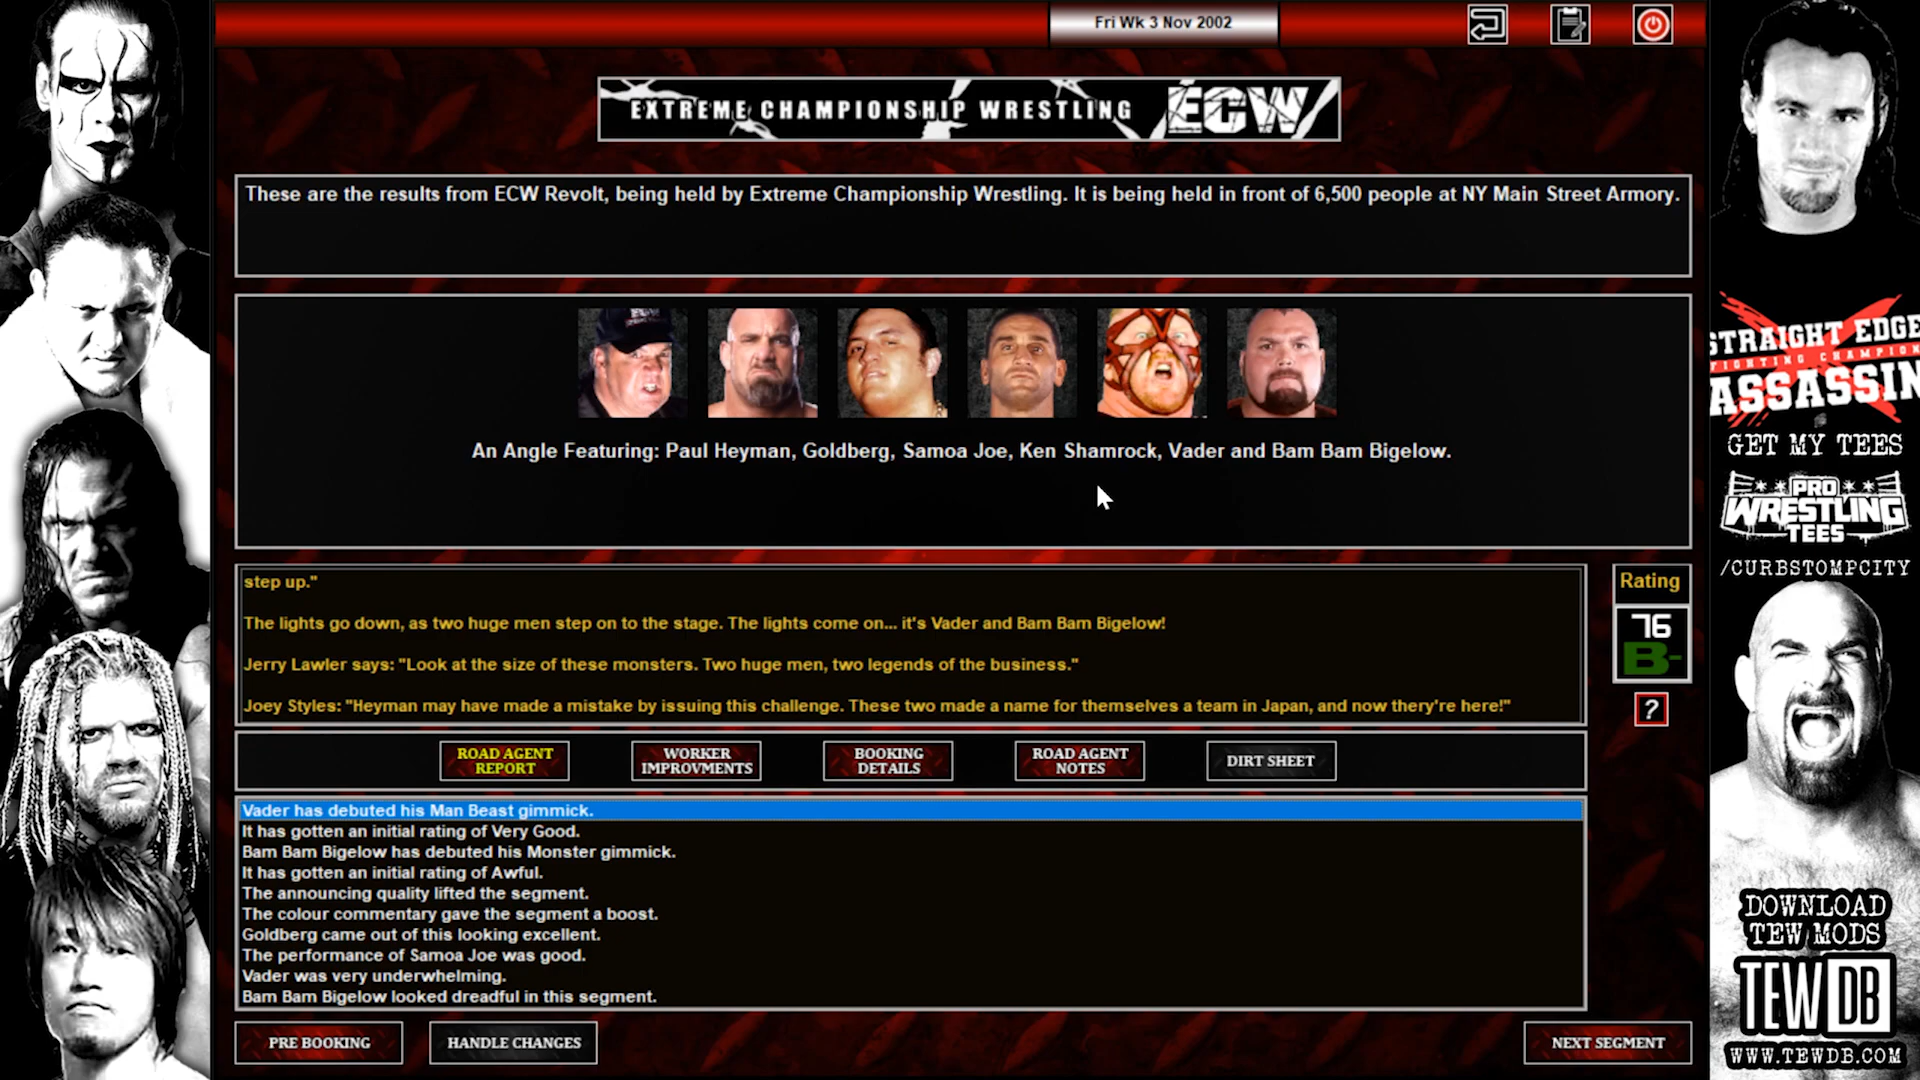 Fri Wk 3 Nov 2002
EXTREME CHAMPIONSHIP WRESTLING ECW
These are the results from ECW Revolt, being held by Extreme Championship Wrestling. It is being held in front of 6,500 people at NY Main Street Armory.
An Angle Featuring: Paul Heyman, Goldberg, Samoa Joe, Ken Shamrock, Vader and Bam Bam Bigelow.
step up."
The lights go down, as two huge men step on to the stage. The lights come on... it's Vader and Bam Bam Bigelow!
Jerry Lawler says: "Look at the size of these monsters. Two huge men, two legends of the business."
Joey Styles: "Heyman may have made a mistake by issuing this challenge. These two made a name for themselves a team in Japan, and now thery're here!"
Rating
76
B-
?
ROAD AGENT REPORT
WORKER IMPROVMENTS
BOOKING DETAILS
ROAD AGENT NOTES
DIRT SHEET
Vader has debuted his Man Beast gimmick.
It has gotten an initial rating of Very Good.
Bam Bam Bigelow has debuted his Monster gimmick.
It has gotten an initial rating of Awful.
The announcing quality lifted the segment.
The colour commentary gave the segment a boost.
Goldberg came out of this looking excellent.
The performance of Samoa Joe was good.
Vader was very underwhelming.
Bam Bam Bigelow looked dreadful in this segment.
PRE BOOKING
HANDLE CHANGES
NEXT SEGMENT
STRAIGHT EDGE
FIGHTING CHAMPION
ASSASSIN
GET MY TEES
PRO
WRESTLING
TEES
/CURBSTOMPCITY
DOWNLOAD
TEW MODS
TEW DB
WWW.TEWDB.COM